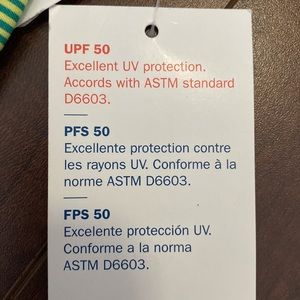 UPF 50
Excellent UV protection.
Accords with ASTM standard
D6603.
PFS 50
Excellente protection contre
les rayons UV. Conforme à la
norme ASTM D6603.
FPS 50
Excelente protección UV.
Conforme a la norma
ASTM D6603.